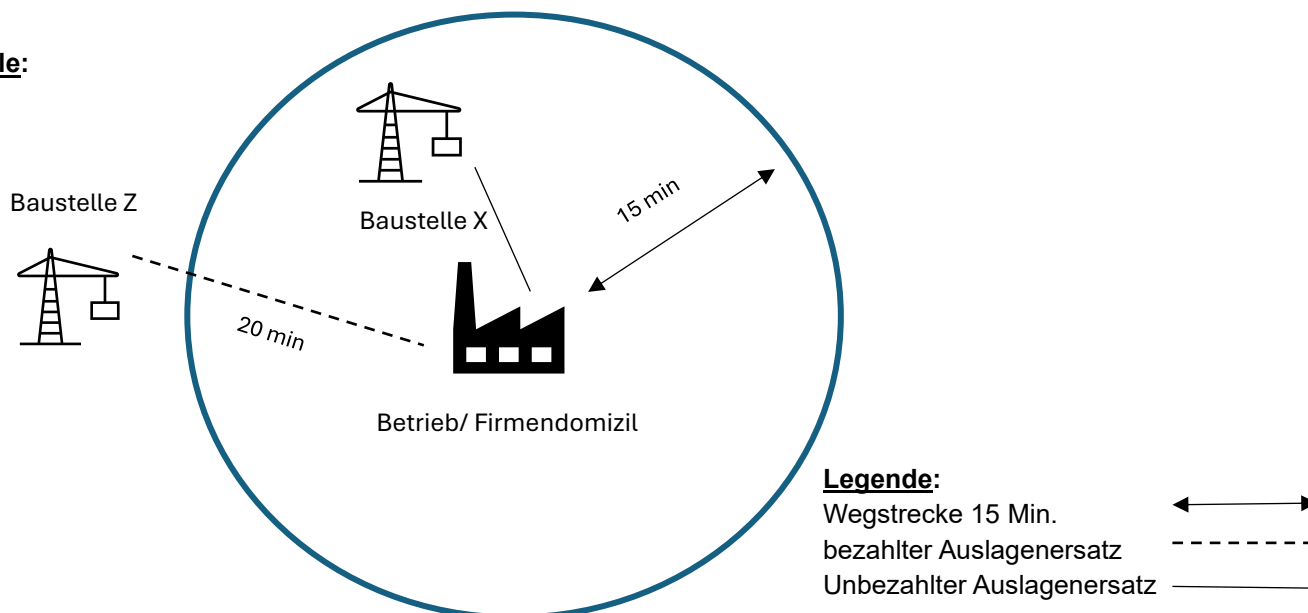 le:
Baustelle Z
Baustelle X
15 min
20 min
Betrieb/ Firmendomizil
Legende:
Wegstrecke 15 Min.
bezahlter Auslagenersatz
Unbezahlter Auslagenersatz